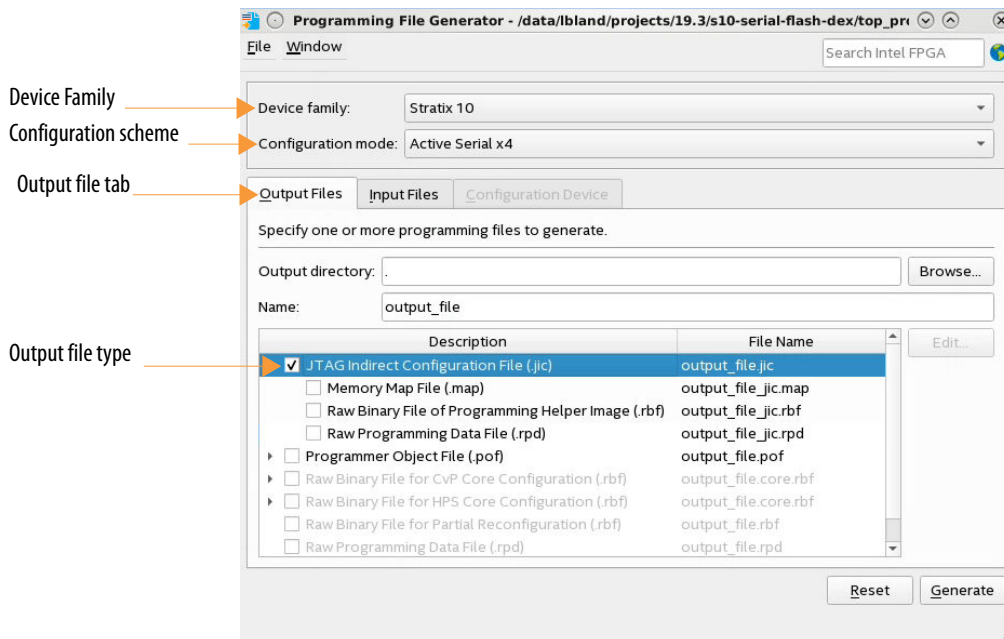 Programming File Generator - /data/lbland/projects/19.3/s10-serial-flash-dex/top_pr
File Window
Search Intel FPGA
Device Family
Device family: Stratix 10
Configuration scheme
Configuration mode: Active Serial x4
Output file tab
Output Files Input Files Configuration Device
Specify one or more programming files to generate.
Output directory: . Browse...
Name: output_file
Description File Name Edit...
Output file type
JTAG Indirect Configuration File (.jic) output_file.jic
Memory Map File (.map) output_file_jic.map
Raw Binary File of Programming Helper Image (.rbf) output_file_jic.rbf
Raw Programming Data File (.rpd) output_file_jic.rpd
Programmer Object File (.pof) output_file.pof
Raw Binary File for CvP Core Configuration (.rbf) output_file.core.rbf
Raw Binary File for HPS Core Configuration (.rbf) output_file.core.rbf
Raw Binary File for Partial Reconfiguration (.rbf) output_file.rbf
Raw Programming Data File (.rpd) output_file.rpd
Reset Generate